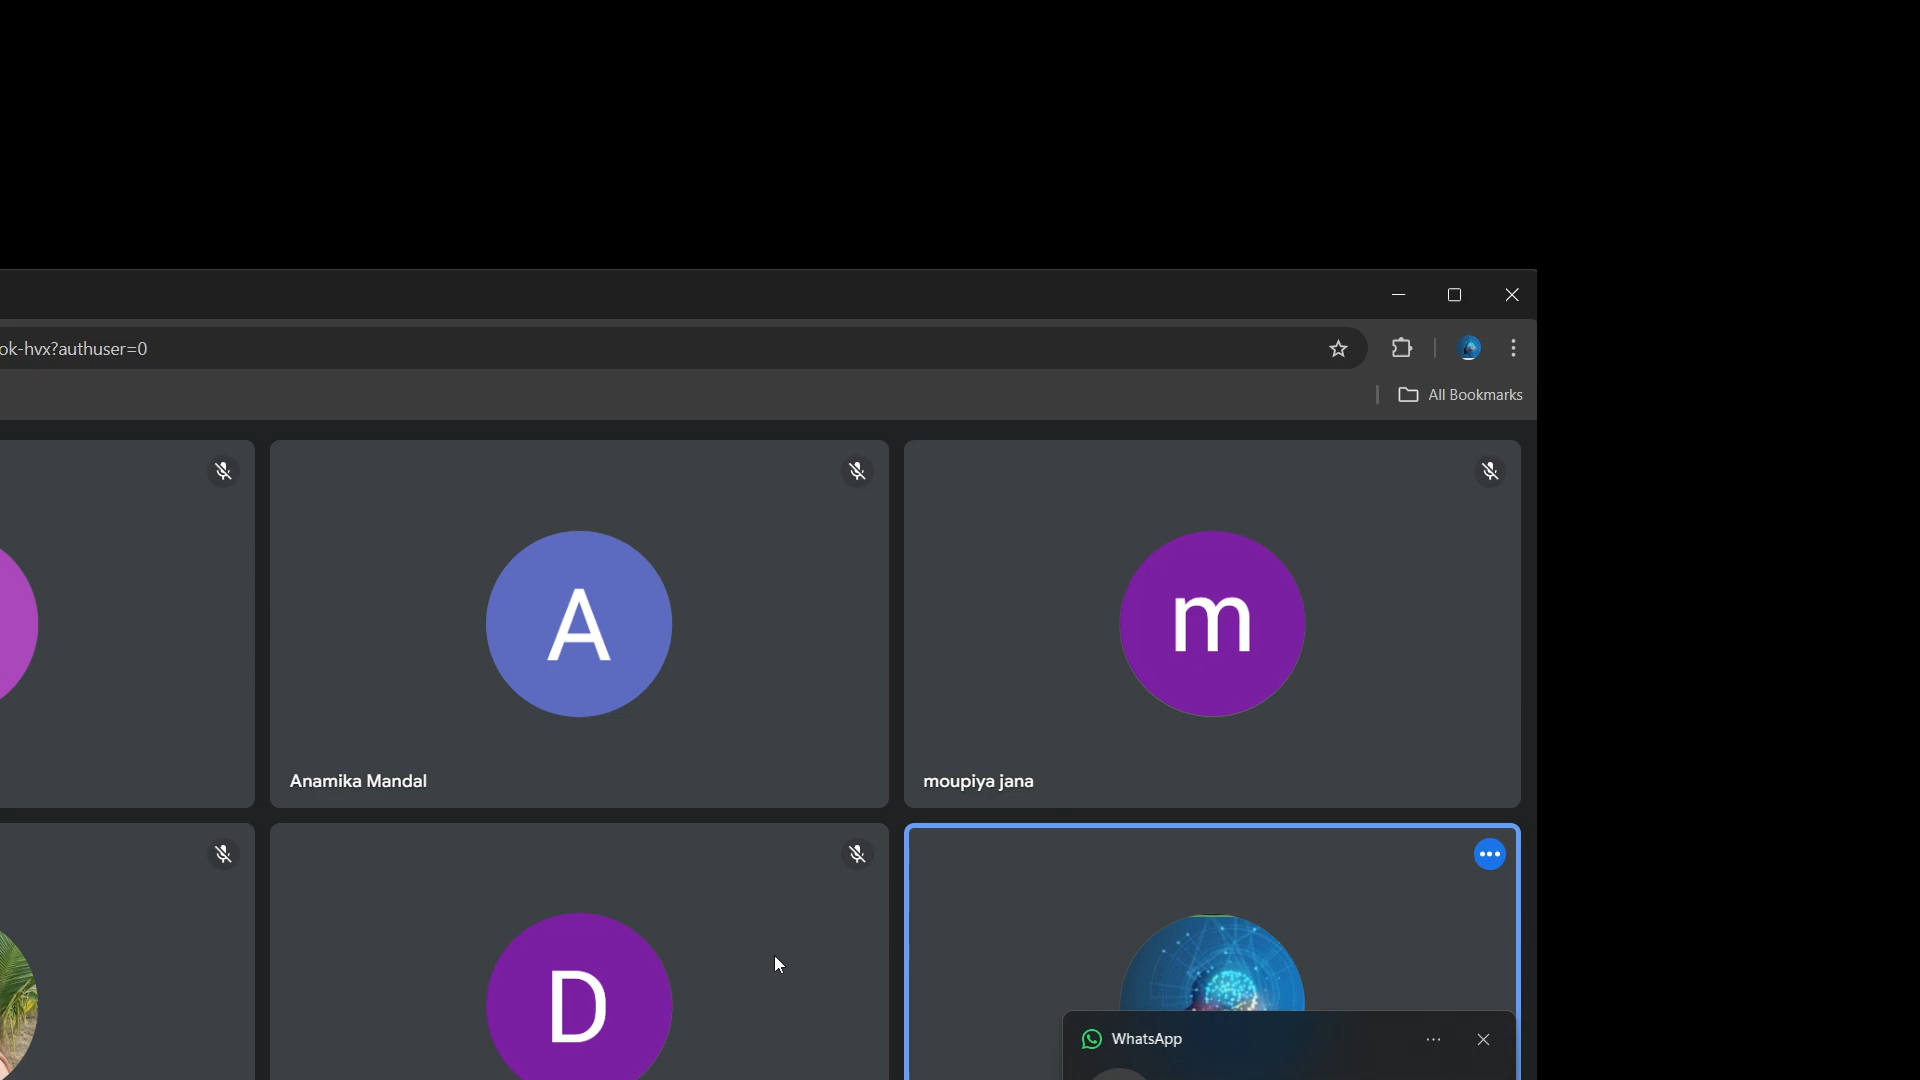 ok-hvx?authuser=0
All Bookmarks
A
m
Anamika Mandal
moupiya jana
D
WhatsApp